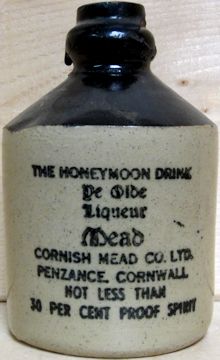 THE HONEYMOON DRINK
Ye Olde
Liqueur
Mead
CORNISH MEAD CO. LTD.
PENZANCE, CORNWALL
NOT LESS THAN
30 PER CENT PROOF SPIRIT